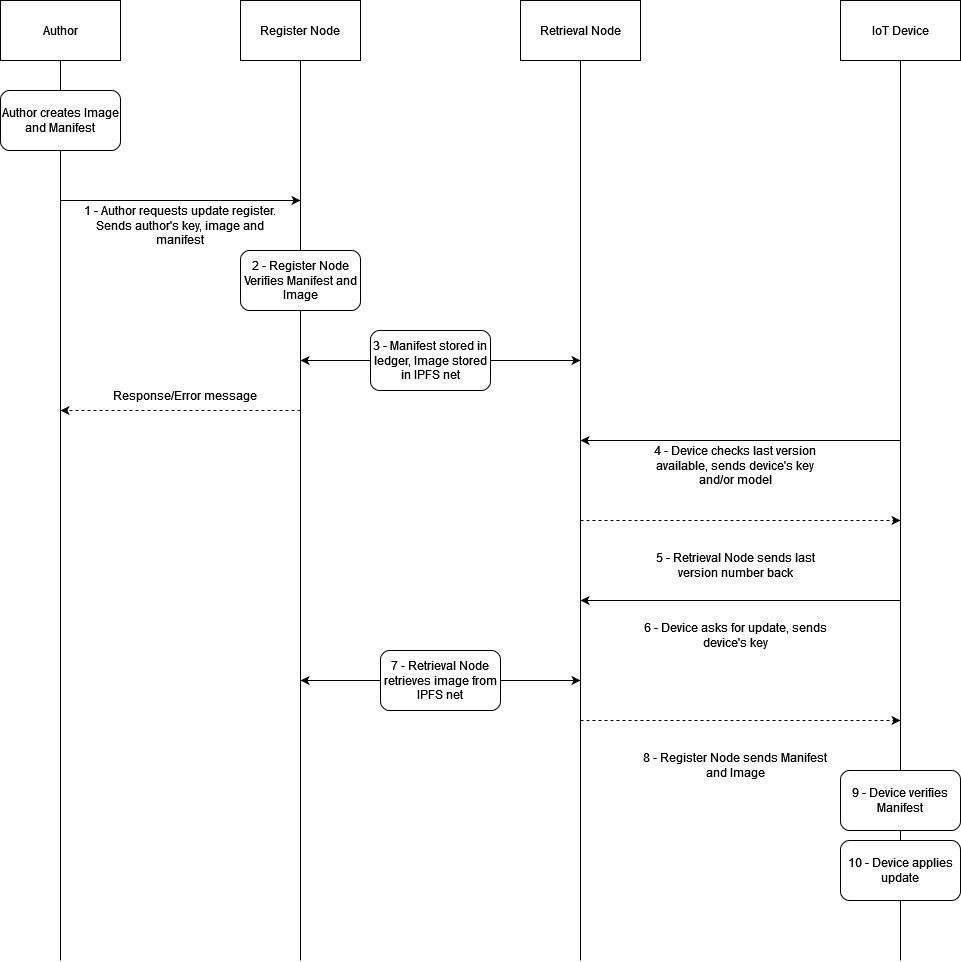 Author
Register Node
Retrieval Node
IoT Device
Author creates Image
and Manifest
1 - Author requests update register.
Sends author's key, image and
manifest
2 - Register Node
Verifies Manifest and
Image
3 - Manifest stored in
ledger, Image stored
in IPFS net
Response/Error message
4 - Device checks last version
available, sends device's key
and/or model
5 - Retrieval Node sends last
version number back
6 - Device asks for update, sends
device's key
7 - Retrieval Node
retrieves image from
IPFS net
8 - Register Node sends Manifest
and Image
9 - Device verifies
Manifest
10 - Device applies
update